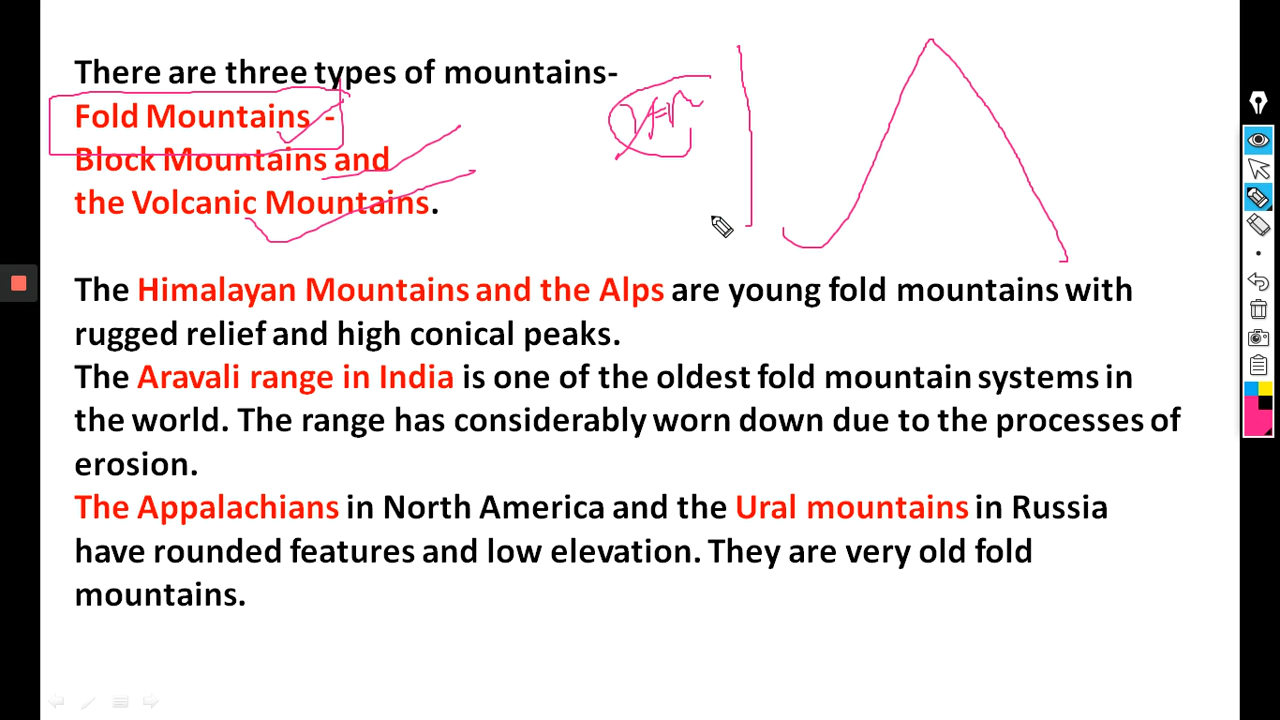 There are three types of mountains-
Fold Mountains -
Block Mountains and
the Volcanic Mountains.
The Himalayan Mountains and the Alps are young fold mountains with
rugged relief and high conical peaks.
The Aravali range in India is one of the oldest fold mountain systems in
the world. The range has considerably worn down due to the processes of
erosion.
The Appalachians in North America and the Ural mountains in Russia
have rounded features and low elevation. They are very old fold
mountains.